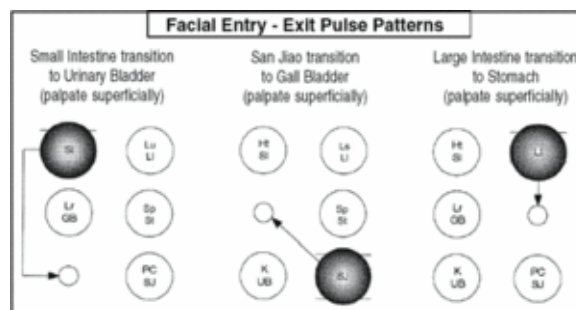 Facial Entry - Exit Pulse Patterns
Small Intestine transition
to Urinary Bladder
(palpate superficially)
San Jiao transition
to Gall Bladder
(palpate superficially)
Large Intestine transition
to Stomach
(palpate superficially)
SI
Lu
LI
Lr
GB
Sp
St
PC
SJ
Ht
SI
LI
Sp
St
K
UB
SJ
Ht
SI
LI
Lr
GB
K
UB
PC
SJ